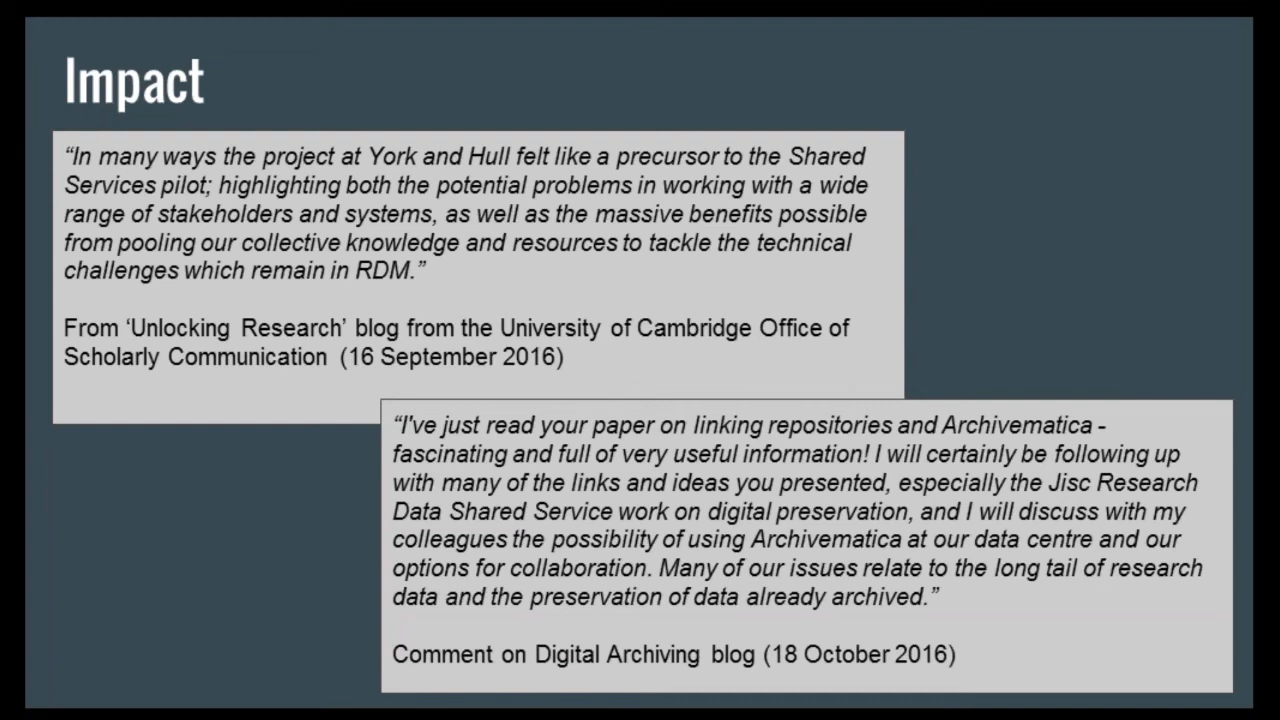 Impact
“In many ways the project at York and Hull felt like a precursor to the Shared
Services pilot; highlighting both the potential problems in working with a wide
range of stakeholders and systems, as well as the massive benefits possible
from pooling our collective knowledge and resources to tackle the technical
challenges which remain in RDM.”
From ‘Unlocking Research’ blog from the University of Cambridge Office of
Scholarly Communication (16 September 2016)
“I've just read your paper on linking repositories and Archivematica -
fascinating and full of very useful information! I will certainly be following up
with many of the links and ideas you presented, especially the Jisc Research
Data Shared Service work on digital preservation, and I will discuss with my
colleagues the possibility of using Archivematica at our data centre and our
options for collaboration. Many of our issues relate to the long tail of research
data and the preservation of data already archived.”
Comment on Digital Archiving blog (18 October 2016)